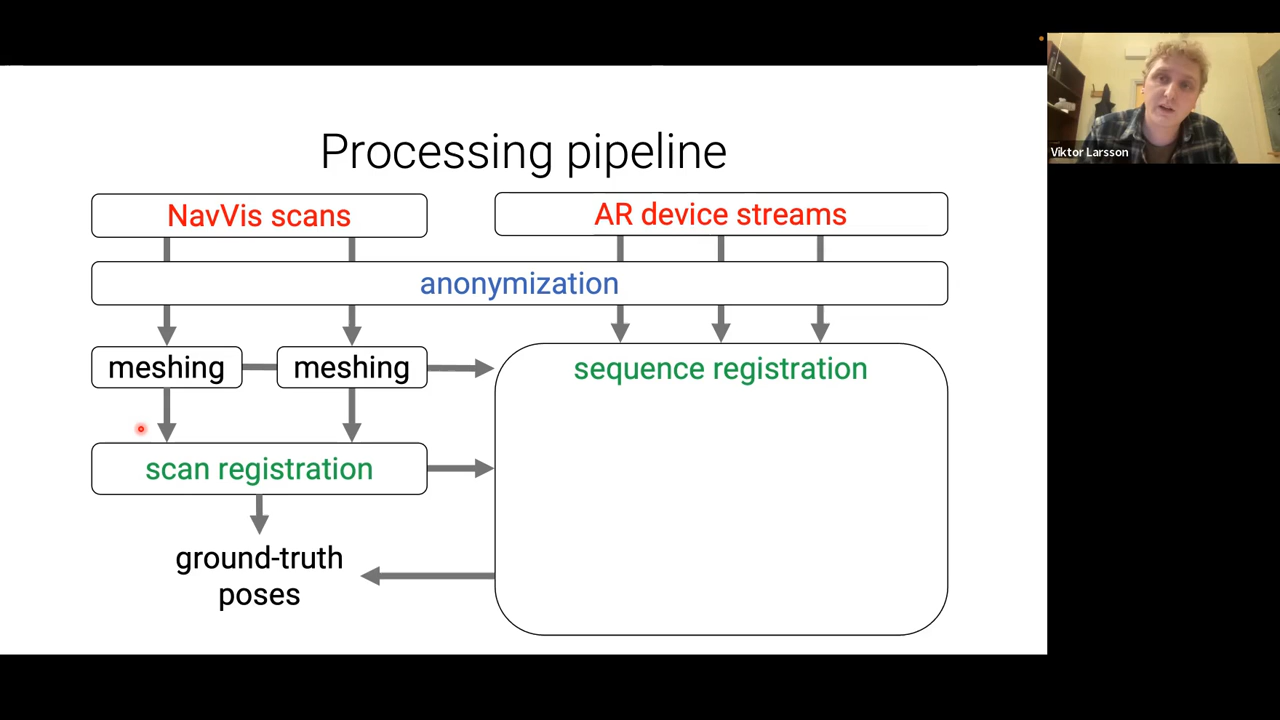 Processing pipeline
NavVis scans
AR device streams
anonymization
meshing
meshing
sequence registration
scan registration
ground-truth
poses
Viktor Larsson